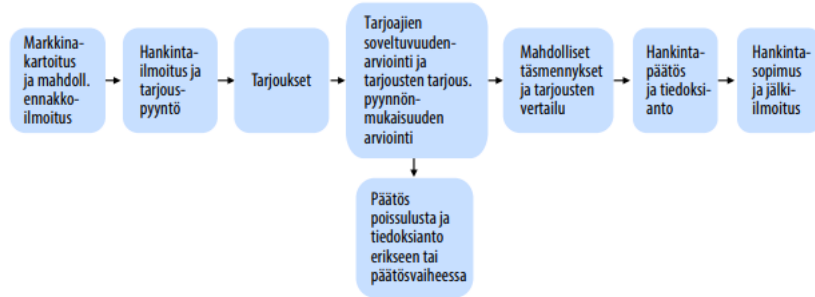 Markkina-
kartoitus
ja mahdoll.
ennakko-
ilmoitus
Hankinta-
ilmoitus ja
tarjous-
pyyntö
Tarjoukset
Tarjoajien
soveltuvuuden-
arviointi ja
tarjousten tarjous.
pyynnön-
mukaisuuden
arviointi
Mahdolliset
täsmennykset
ja tarjousten
vertailu
Hankinta-
päätös
ja tiedoksi-
anto
Hankinta-
sopimus
ja jälki-
ilmoitus
Päätös
poissulusta ja
tiedoksianto
erikseen tai
päätösvaiheessa